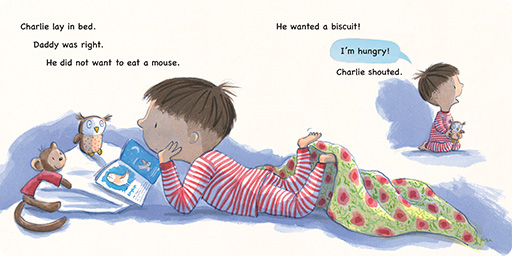 Charlie lay in bed.
Daddy was right.
He did not want to eat a mouse.
He wanted a biscuit!
I'm hungry!
Charlie shouted.